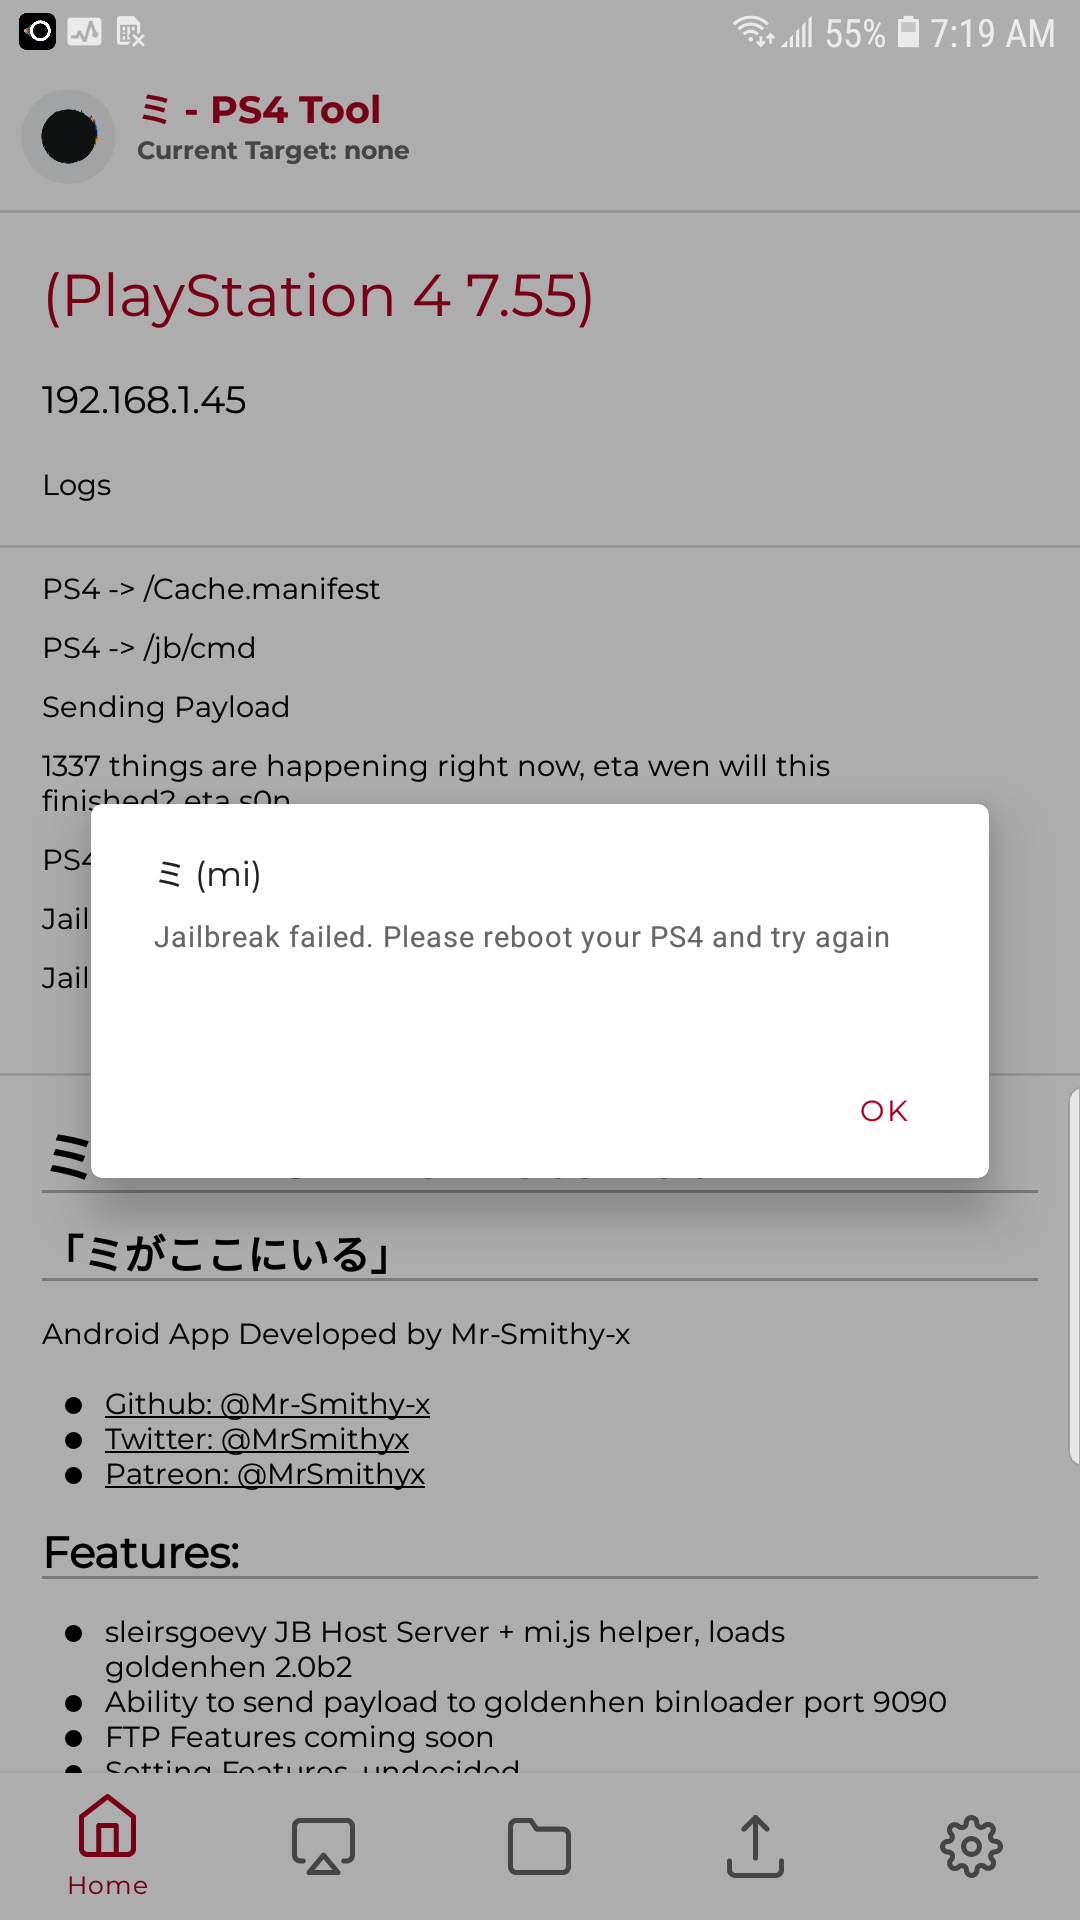 55% 7:19 AM
ミ - PS4 Tool
Current Target: none
(PlayStation 4 7.55)
192.168.1.45
Logs
PS4 -> /Cache.manifest
PS4 -> /jb/cmd
Sending Payload
1337 things are happening right now, eta wen will this
finished? eta s0n
PS4
Jail
Jail
ミ (mi)
Jailbreak failed. Please reboot your PS4 and try again
OK
ミ
「ミがここにいる」
Android App Developed by Mr-Smithy-x
Github: @Mr-Smithy-x
Twitter: @MrSmithyx
Patreon: @MrSmithyx
Features:
sleirsgoevy JB Host Server + mi.js helper, loads
goldenhen 2.0b2
Ability to send payload to goldenhen binloader port 9090
FTP Features coming soon
Setting Features, undecided
Home